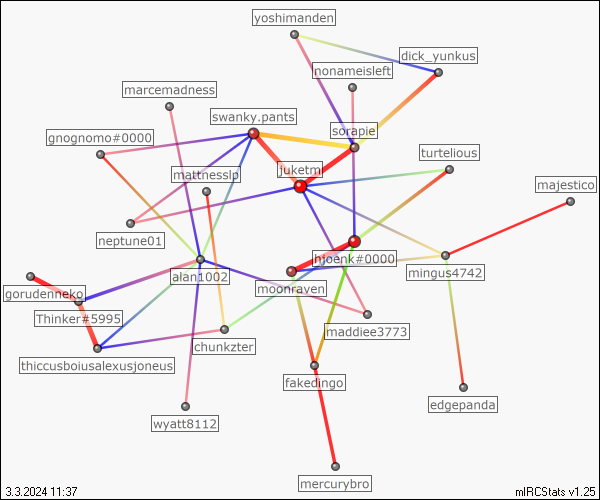 yoshimanden
dick_yunkus
nonameisleft
marcemadness
swanky.pants
sorapie
gnognomo#0000
turtelious
mattnesslp
juketm
majestico
neptune01
hjoenk#0000
alan1002
mingus4742
moonraven
gorudenneko
Thinker#5995
maddiee3773
chunkzter
thiccusboiusalexusjoneus
fakedingo
edgepanda
wyatt8112
mercurybro
3.3.2024 11:37
mIRCStats v1.25